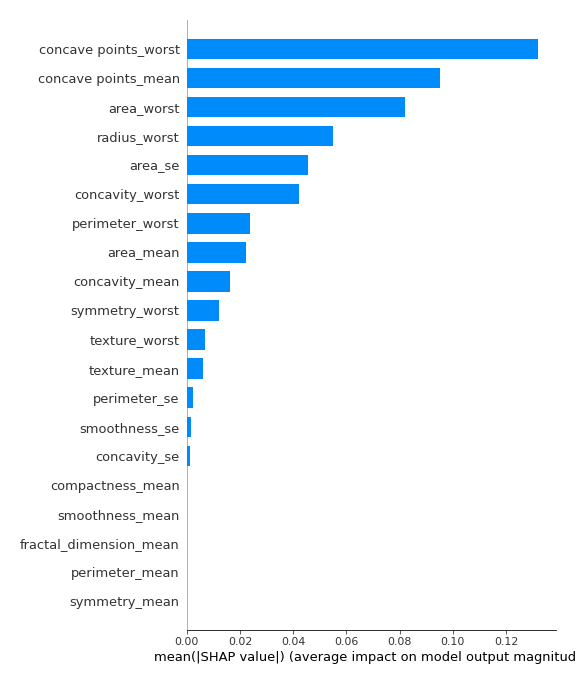 concave points_worst
concave points_mean
area_worst
radius_worst
area_se
concavity_worst
perimeter_worst
area_mean
concavity_mean
symmetry_worst
texture_worst
texture_mean
perimeter_se
smoothness_se
concavity_se
compactness_mean
smoothness_mean
fractal_dimension_mean
perimeter_mean
symmetry_mean
0.00 0.02 0.04 0.06 0.08 0.10 0.12
mean(|SHAP value|) (average impact on model output magnitud